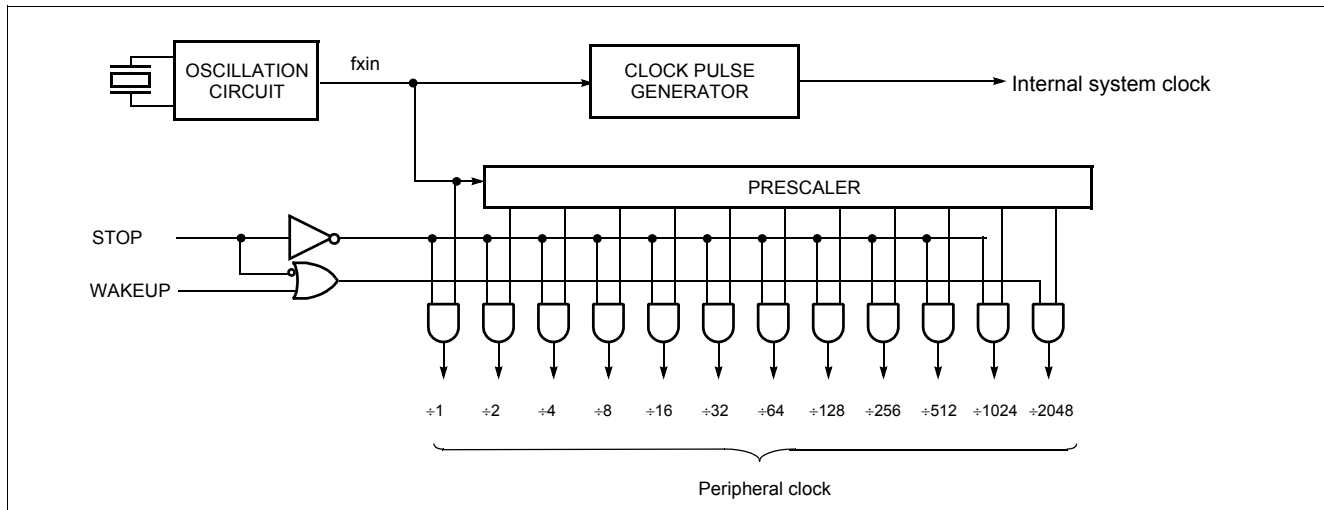 OSCILLATION
CIRCUIT
fxin
CLOCK PULSE
GENERATOR
Internal system clock
PRESCALER
STOP
WAKEUP
÷1 ÷2 ÷4 ÷8 ÷16 ÷32 ÷64 ÷128 ÷256 ÷512 ÷1024 ÷2048
Peripheral clock